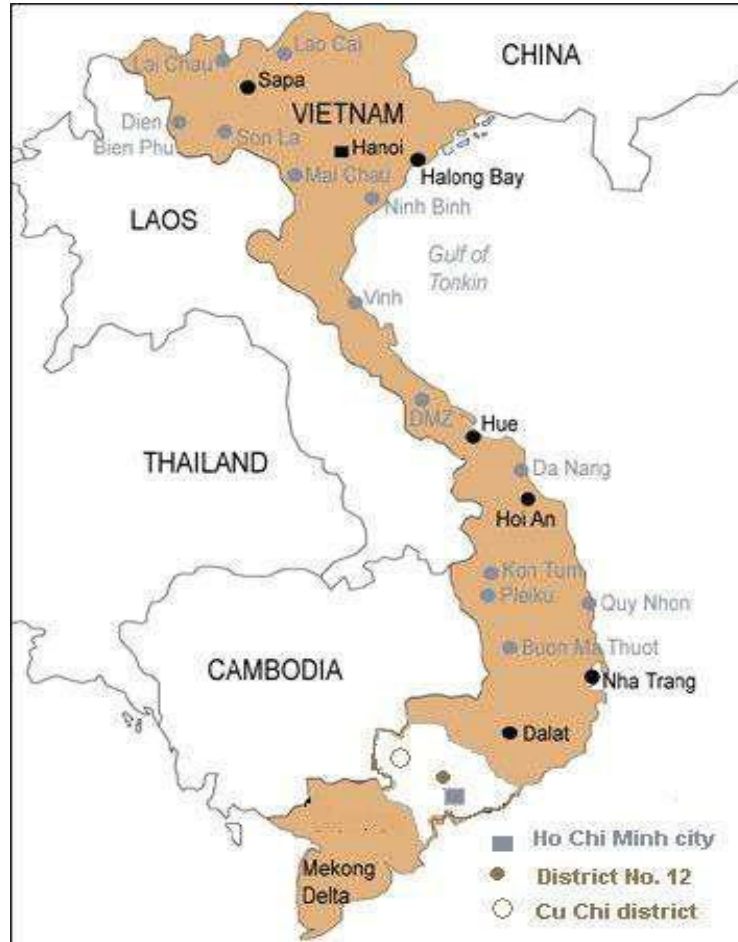 CHINA
Lao Cai
Lai Chau
Sapa
VIETNAM
Dien
Bien Phu
Son La
Hanoi
Mai Chau
Halong Bay
Ninh Binh
LAOS
Gulf of
Tonkin
Vinh
DMZ
Hue
THAILAND
Da Nang
Hoi An
Kon Tum
Pleiku
Quy Nhon
Buon Ma Thuot
CAMBODIA
Nha Trang
Dalat
Mekong
Delta
Ho Chi Minh city
District No. 12
Cu Chi district